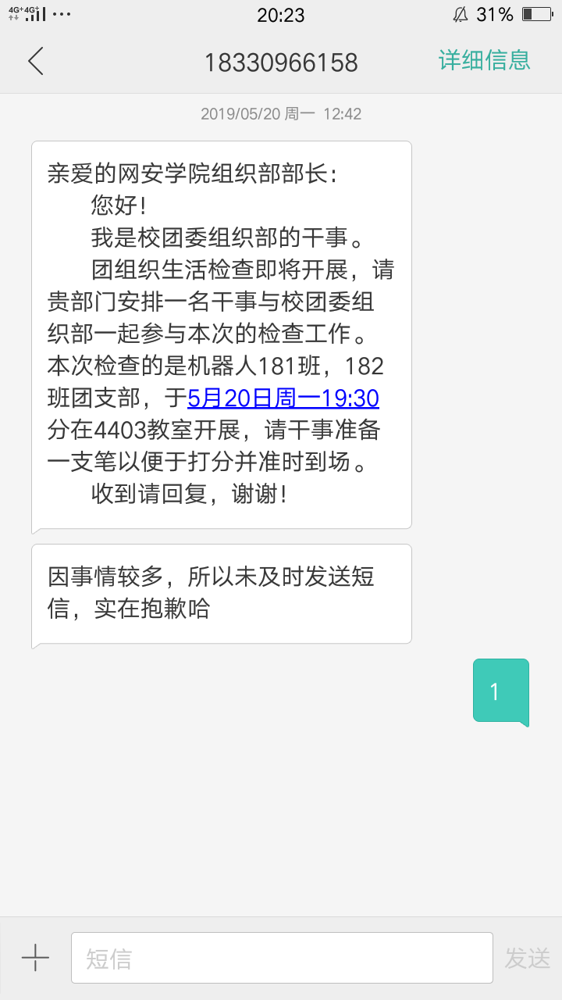 4G+4G+
20:23
31%
18330966158
详细信息
2019/05/20 周一 12:42
亲爱的网安学院组织部部长：
您好！
我是校团委组织部的干事。
团组织生活检查即将开展，请
贵部门安排一名干事与校团委组
织部一起参与本次的检查工作。
本次检查的是机器人181班，182
班团支部，于5月20日周一19:30
分在4403教室开展，请干事准备
一支笔以便于打分并准时到场。
收到请回复，谢谢！
因事情较多，所以未及时发送短
信，实在抱歉哈
1
短信
发送